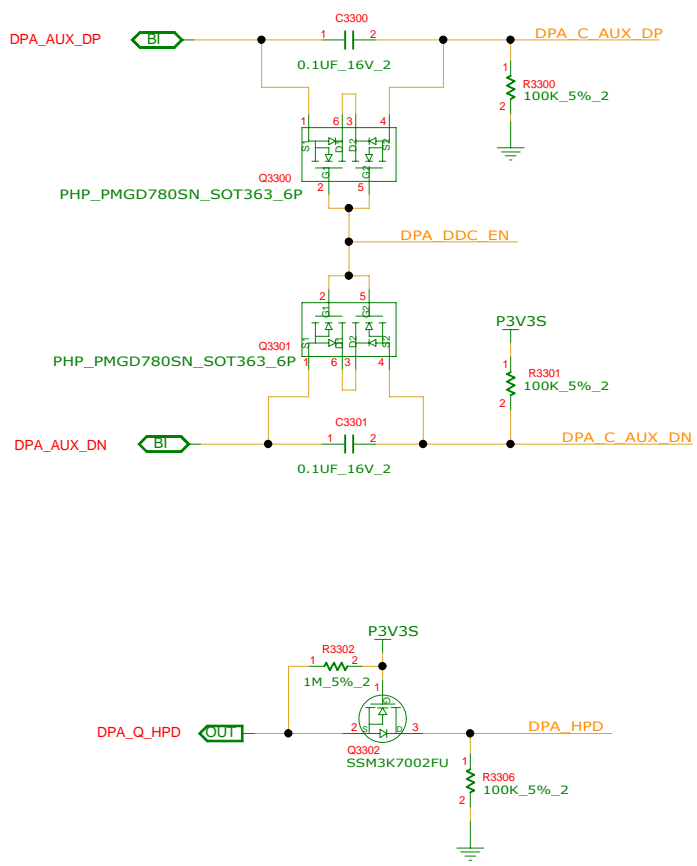 C3300
DPA_AUX_DP
BI
1
2
DPA_C_AUX_DP
0.1UF_16V_2
1
R3300
100K_5%_2
2
1
6
3
4
S1
D1
D2
S2
G1
G2
Q3300
2
5
PHP_PMGD780SN_SOT363_6P
DPA_DDC_EN
2
5
G1
G2
P3V3S
Q3301
S1
D1
D2
S2
PHP_PMGD780SN_SOT363_6P
1
6
3
4
1
R3301
100K_5%_2
2
C3301
DPA_AUX_DN
BI
1
2
DPA_C_AUX_DN
0.1UF_16V_2
P3V3S
R3302
1
2
1M_5%_2
1
G
DPA_Q_HPD
OUT
2
S
D
3
DPA_HPD
Q3302
SSM3K7002FU
1
R3306
100K_5%_2
2